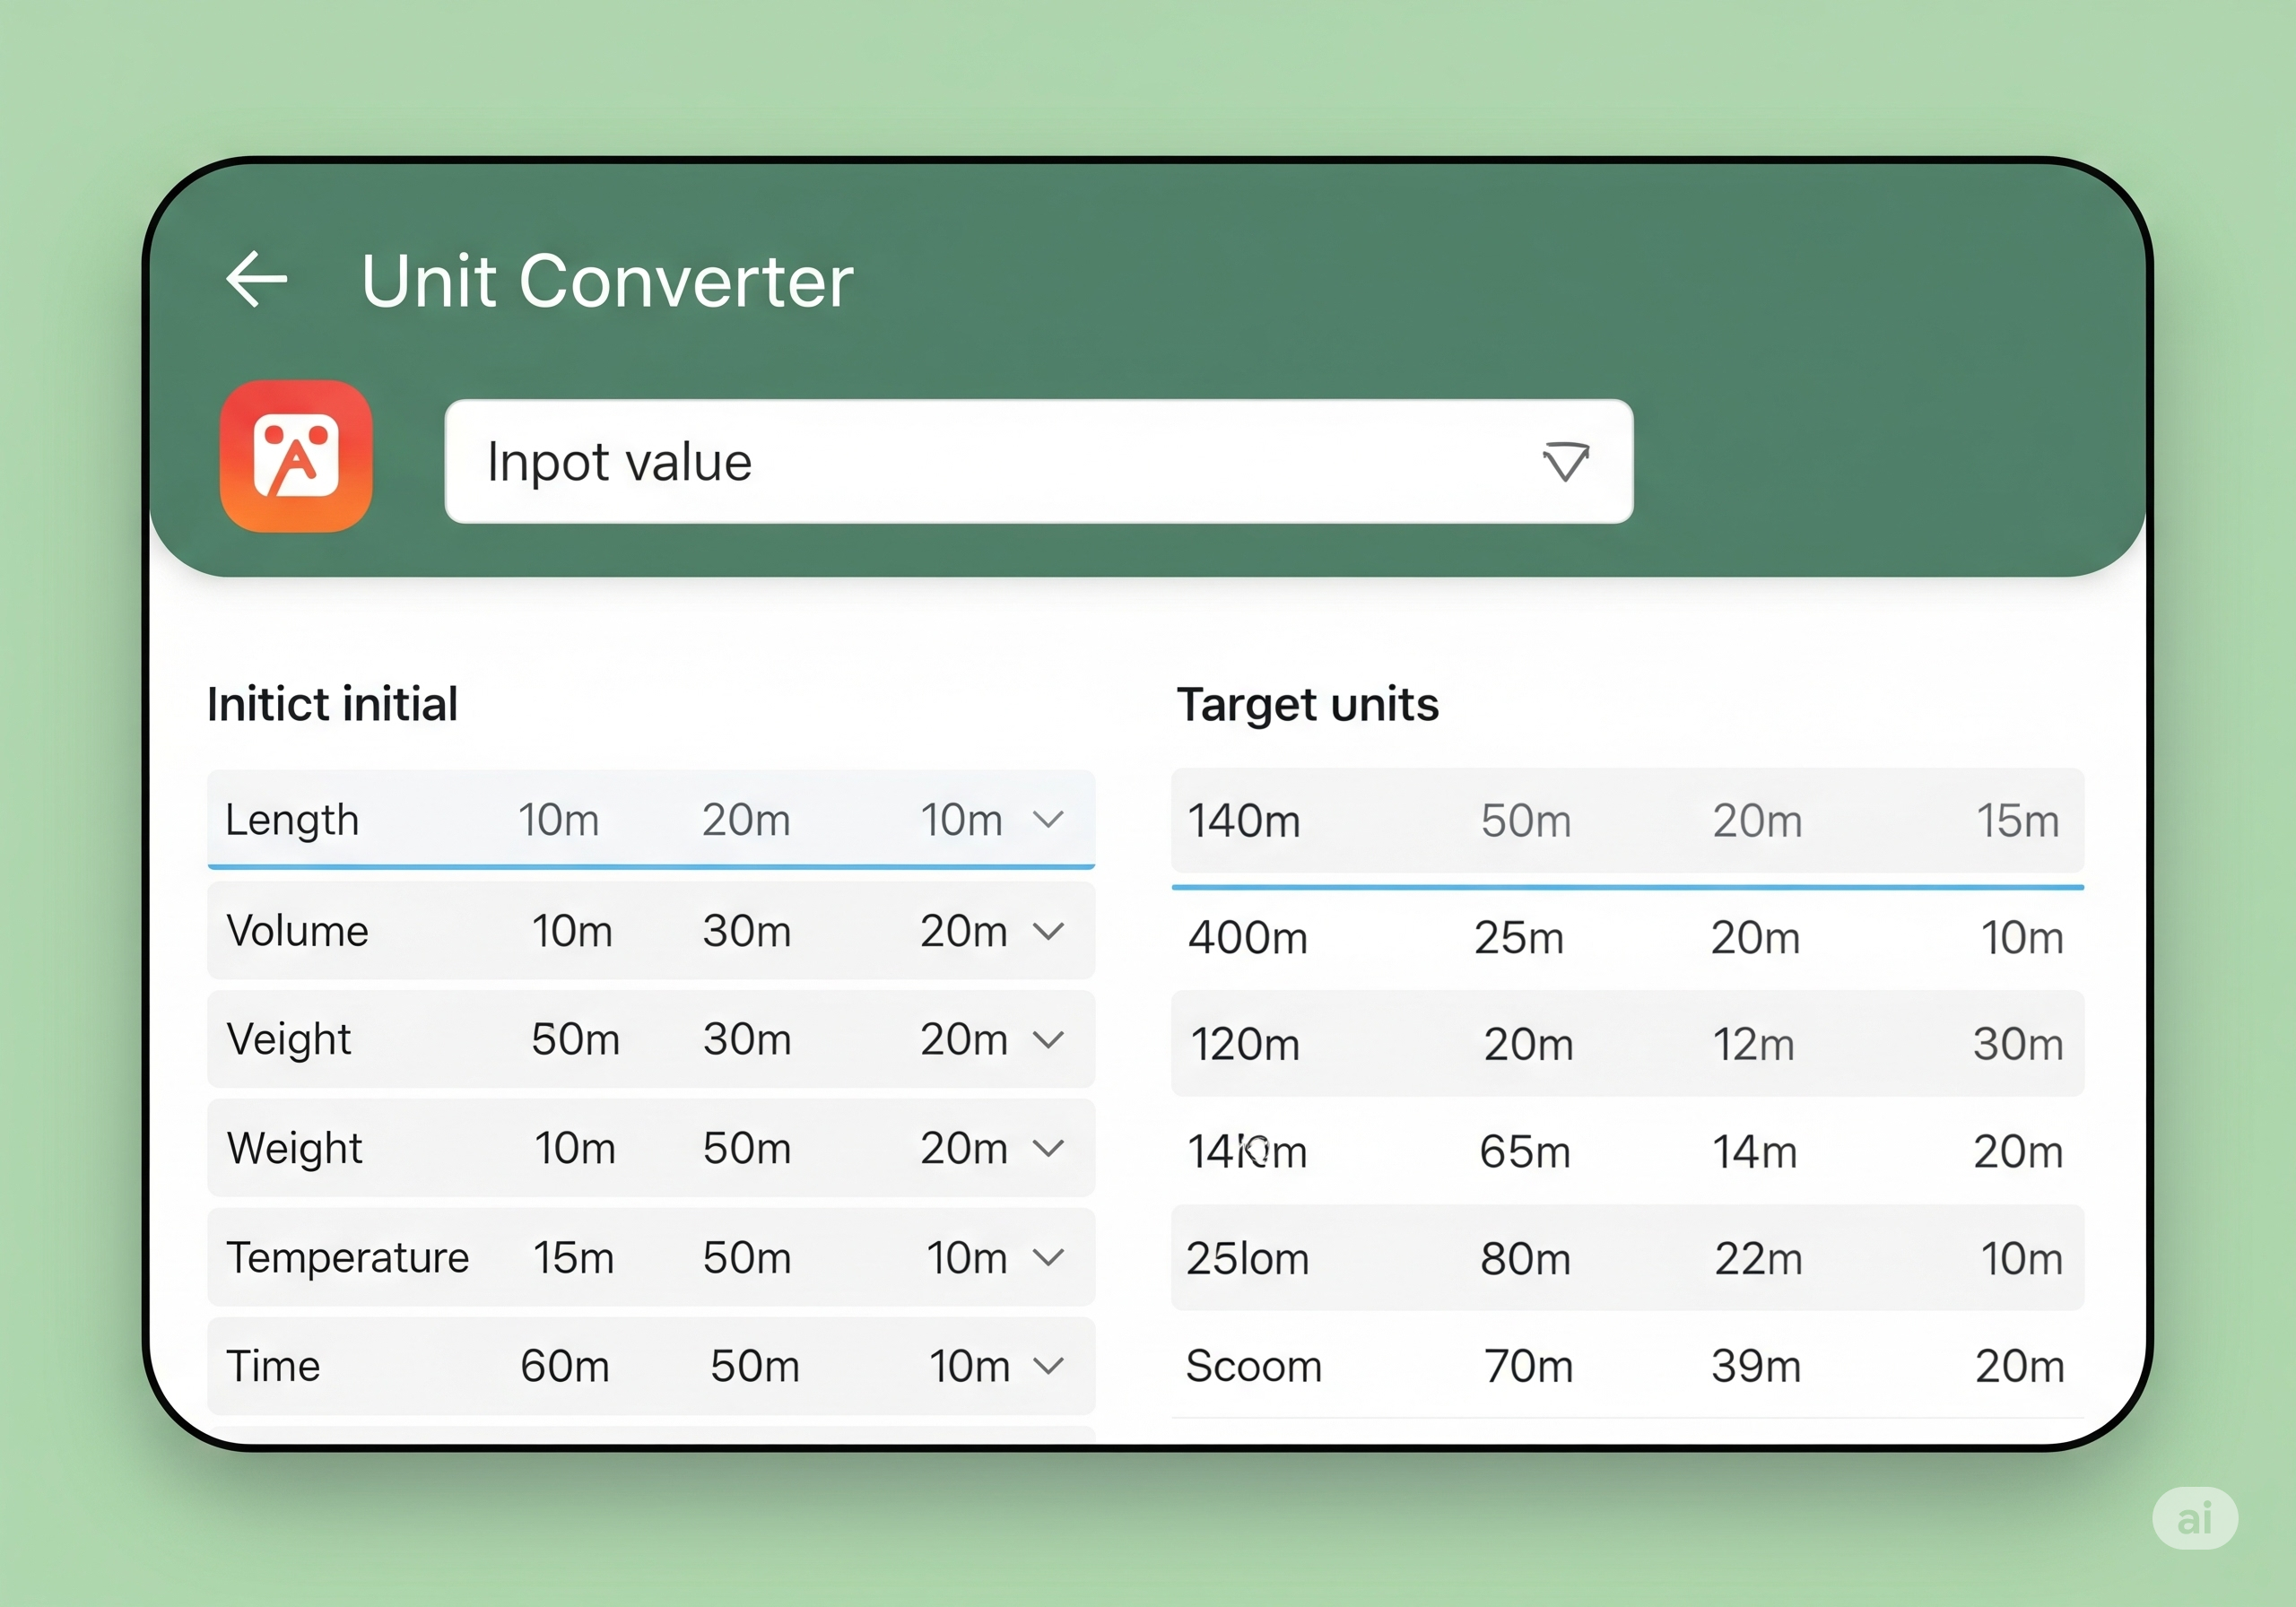 Unit Converter
Inpot value
Initict initial
Length 10m 20m 10m
Volume 10m 30m 20m
Veight 50m 30m 20m
Weight 10m 50m 20m
Temperature 15m 50m 10m
Time 60m 50m 10m
Target units
140m 50m 20m 15m
400m 25m 20m 10m
120m 20m 12m 30m
65m 14m 20m
25lom 80m 22m 10m
Scoom 70m 39m 20m
ai